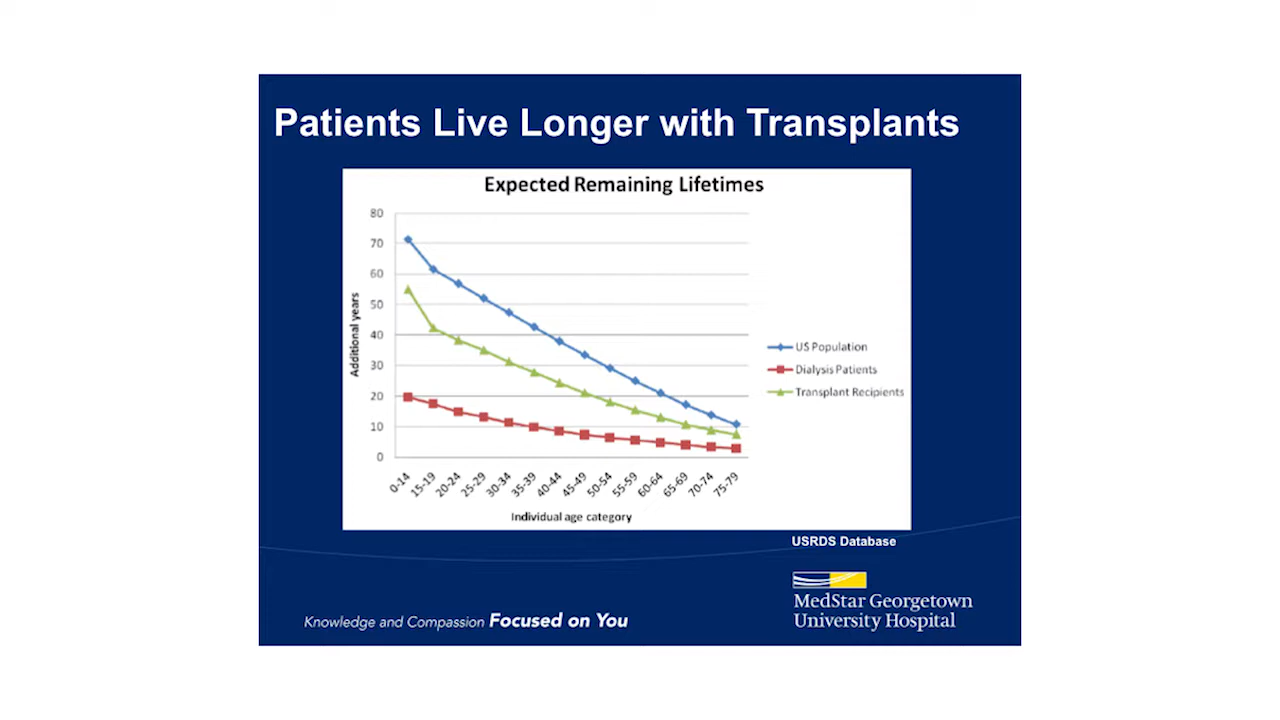 Patients Live Longer with Transplants
Expected Remaining Lifetimes
80
70
60
50
40
30
20
10
0
Additional years
0-14
15-19
20-24
25-29
30-34
35-39
40-44
45-49
50-54
55-59
60-64
65-69
70-74
75-79
Individual age category
US Population
Dialysis Patients
Transplant Recipients
USRDS Database
Knowledge and Compassion Focused on You
MedStar Georgetown
University Hospital